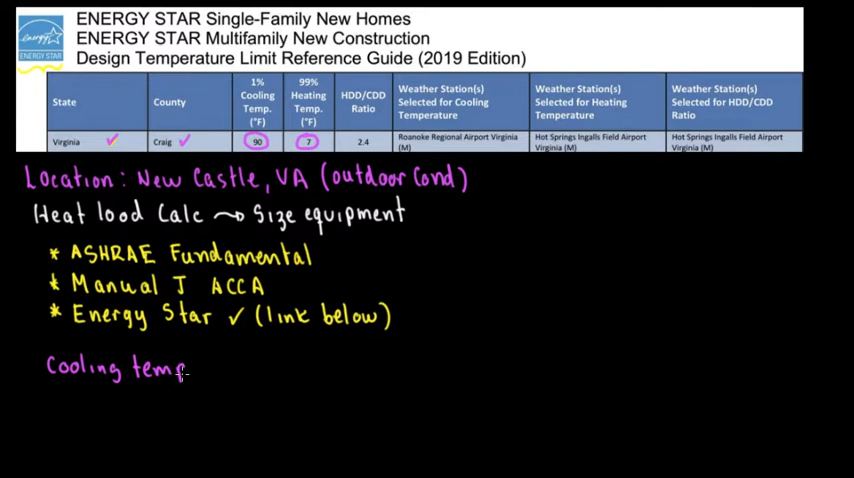 ENERGY STAR Single-Family New Homes
ENERGY STAR Multifamily New Construction
Design Temperature Limit Reference Guide (2019 Edition)
energy
ENERGY STAR
State County 1% Cooling Temp. (°F) 99% Heating Temp. (°F) HDD/CDD Ratio Weather Station(s) Selected for Cooling Temperature Weather Station(s) Selected for Heating Temperature Weather Station(s) Selected for HDD/CDD Ratio
Virginia ✓ Craig ✓ 90 7 2.4 Roanoke Regional Airport Virginia (M) Hot Springs Ingalls Field Airport Virginia (M) Hot Springs Ingalls Field Airport Virginia (M)
Location: New Castle, VA (outdoor Cond)
Heat load Calc → Size equipment
* ASHRAE Fundamental
* Manual J ACCA
* Energy Star ✓ (link below)
Cooling temp